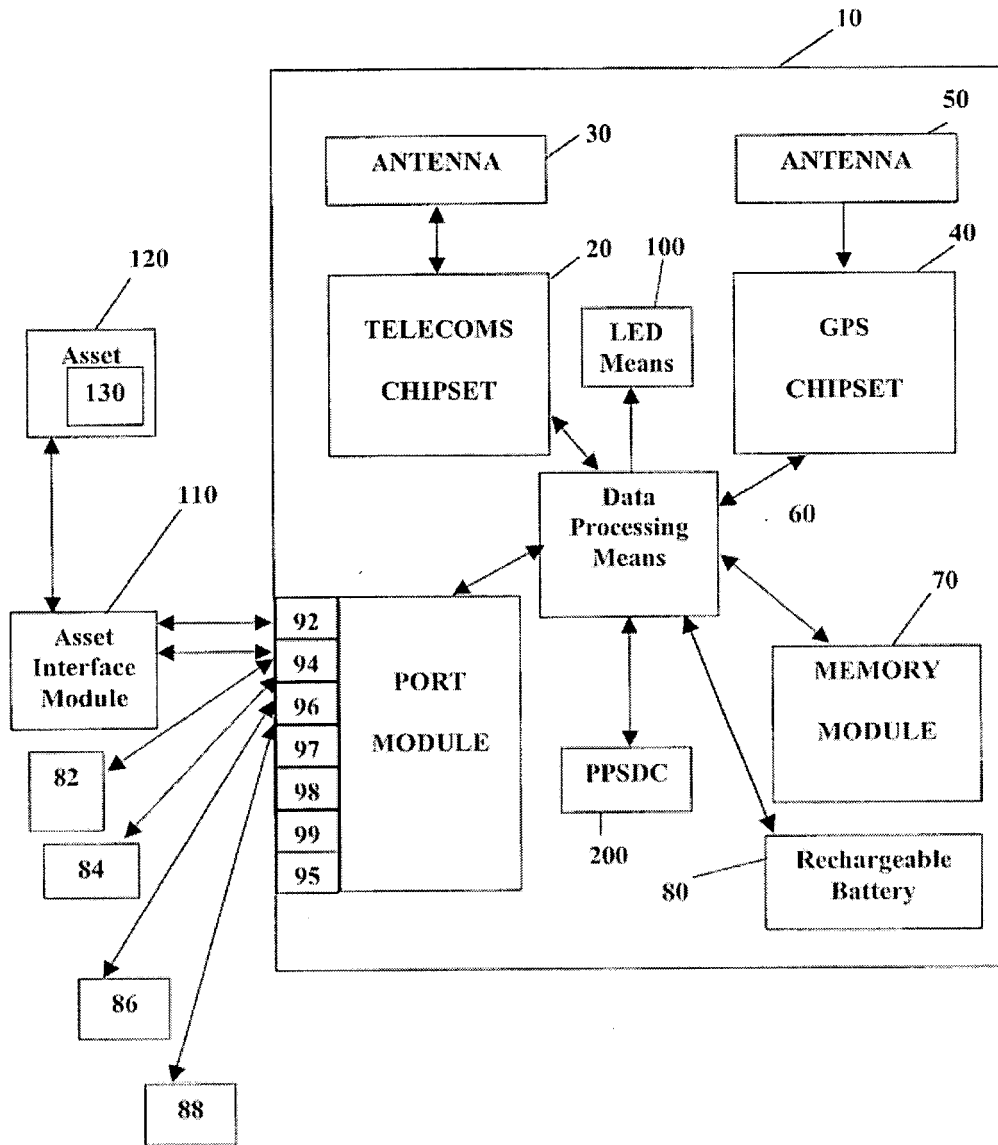 10
50
30
ANTENNA
ANTENNA
120
20
100
40
Asset
130
TELECOMS
CHIPSET
LED
Means
GPS
CHIPSET
110
Data
Processing
Means
60
70
Asset
Interface
Module
92
94
96
97
98
99
95
PORT
MODULE
MEMORY
MODULE
82
PPSDC
84
200
80
Rechargeable
Battery
86
88